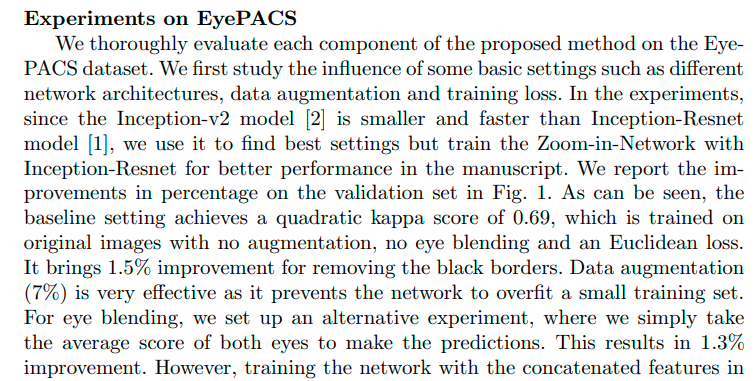 Experiments on EyePACS
We thoroughly evaluate each component of the proposed method on the Eye-
PACS dataset. We first study the influence of some basic settings such as different
network architectures, data augmentation and training loss. In the experiments,
since the Inception-v2 model [2] is smaller and faster than Inception-Resnet
model [1], we use it to find best settings but train the Zoom-in-Network with
Inception-Resnet for better performance in the manuscript. We report the im-
provements in percentage on the validation set in Fig. 1. As can be seen, the
baseline setting achieves a quadratic kappa score of 0.69, which is trained on
original images with no augmentation, no eye blending and an Euclidean loss.
It brings 1.5% improvement for removing the black borders. Data augmentation
(7%) is very effective as it prevents the network to overfit a small training set.
For eye blending, we set up an alternative experiment, where we simply take
the average score of both eyes to make the predictions. This results in 1.3%
improvement. However, training the network with the concatenated features in